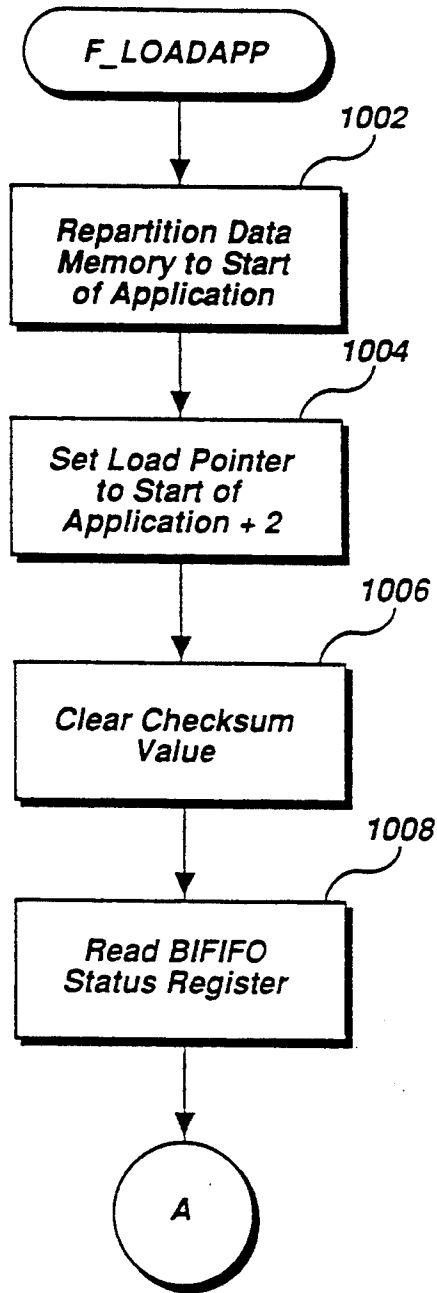 F_LOADAPP
1002
Repartition Data
Memory to Start
of Application
1004
Set Load Pointer
to Start of
Application + 2
1006
Clear Checksum
Value
1008
Read BIFIFO
Status Register
A